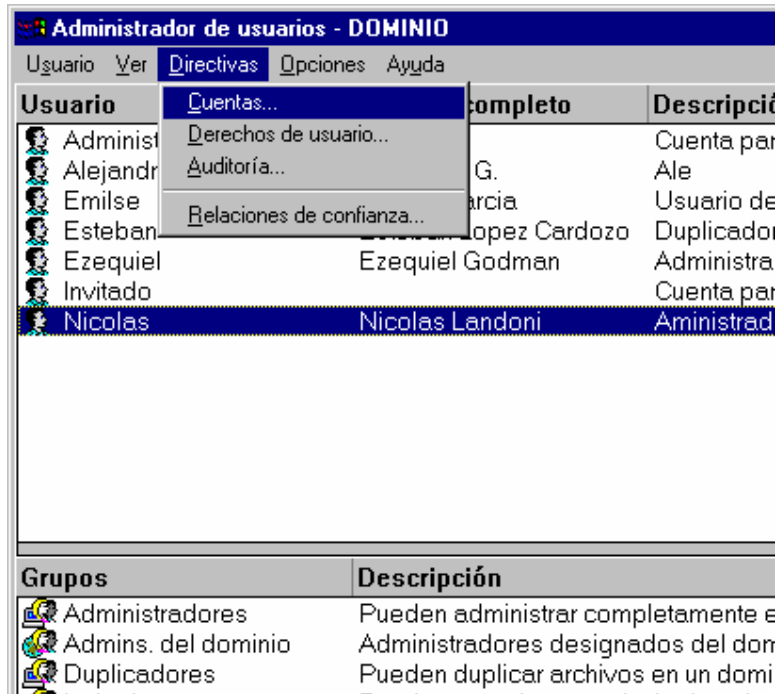 Administrador de usuarios - DOMINIO
Usuario Ver Directivas Opciones Ayuda
Usuario completo Descripció
Cuentas...
Derechos de usuario...
Auditoría...
Relaciones de confianza...
Administ Cuenta par
Alejandr G. Ale
Emilse arcia Usuario de
Esteban Lopez Cardozo Duplicador
Ezequiel Ezequiel Godman Administra
Invitado Cuenta par
Nicolas Nicolas Landoni Aministrad
Grupos Descripción
Administradores Pueden administrar completamente e
Admins. del dominio Administradores designados del dom
Duplicadores Pueden duplicar archivos en un domi